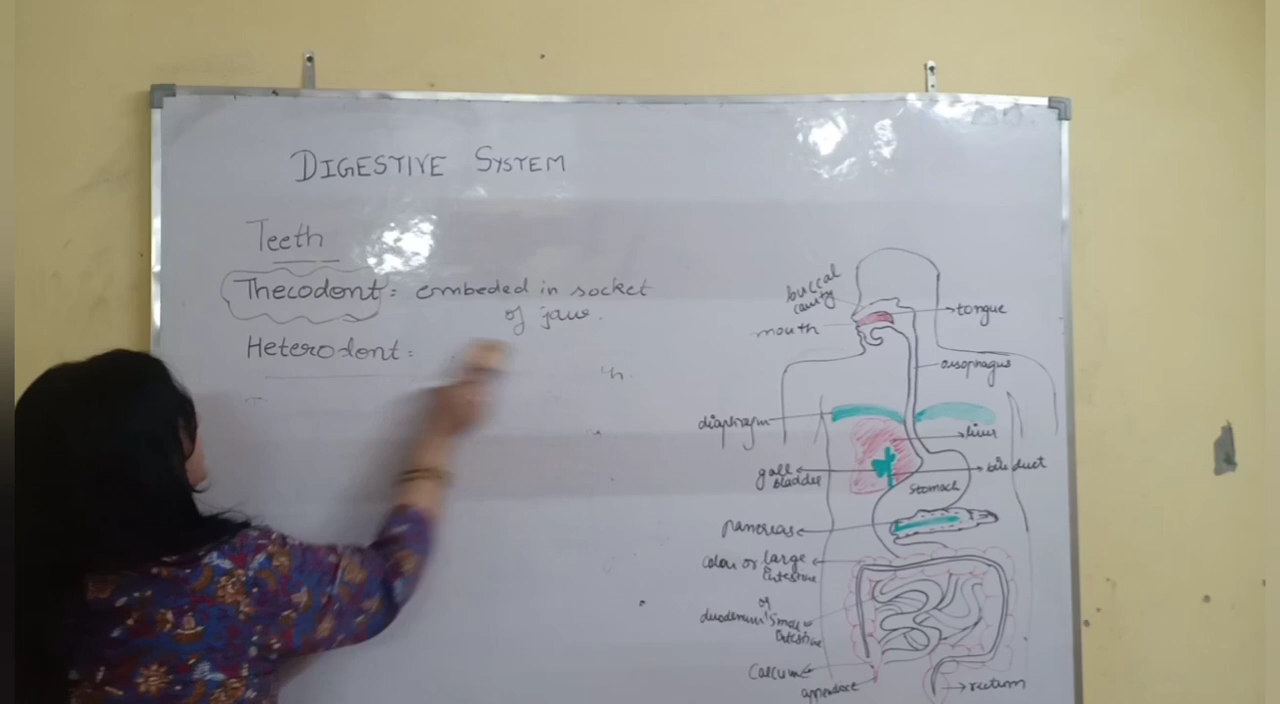 DIGESTIVE SYSTEM
Teeth
Thecodont = embeded in socket
of jaw.
Heterodont =
buccal
cavity
mouth
tongue
oesophagus
diaphragm
liver
gall
bladder
bile duct
stomach
pancreas
colon or large
intestine
or
duodenum small
intestine
Caecum
appendix
rectum